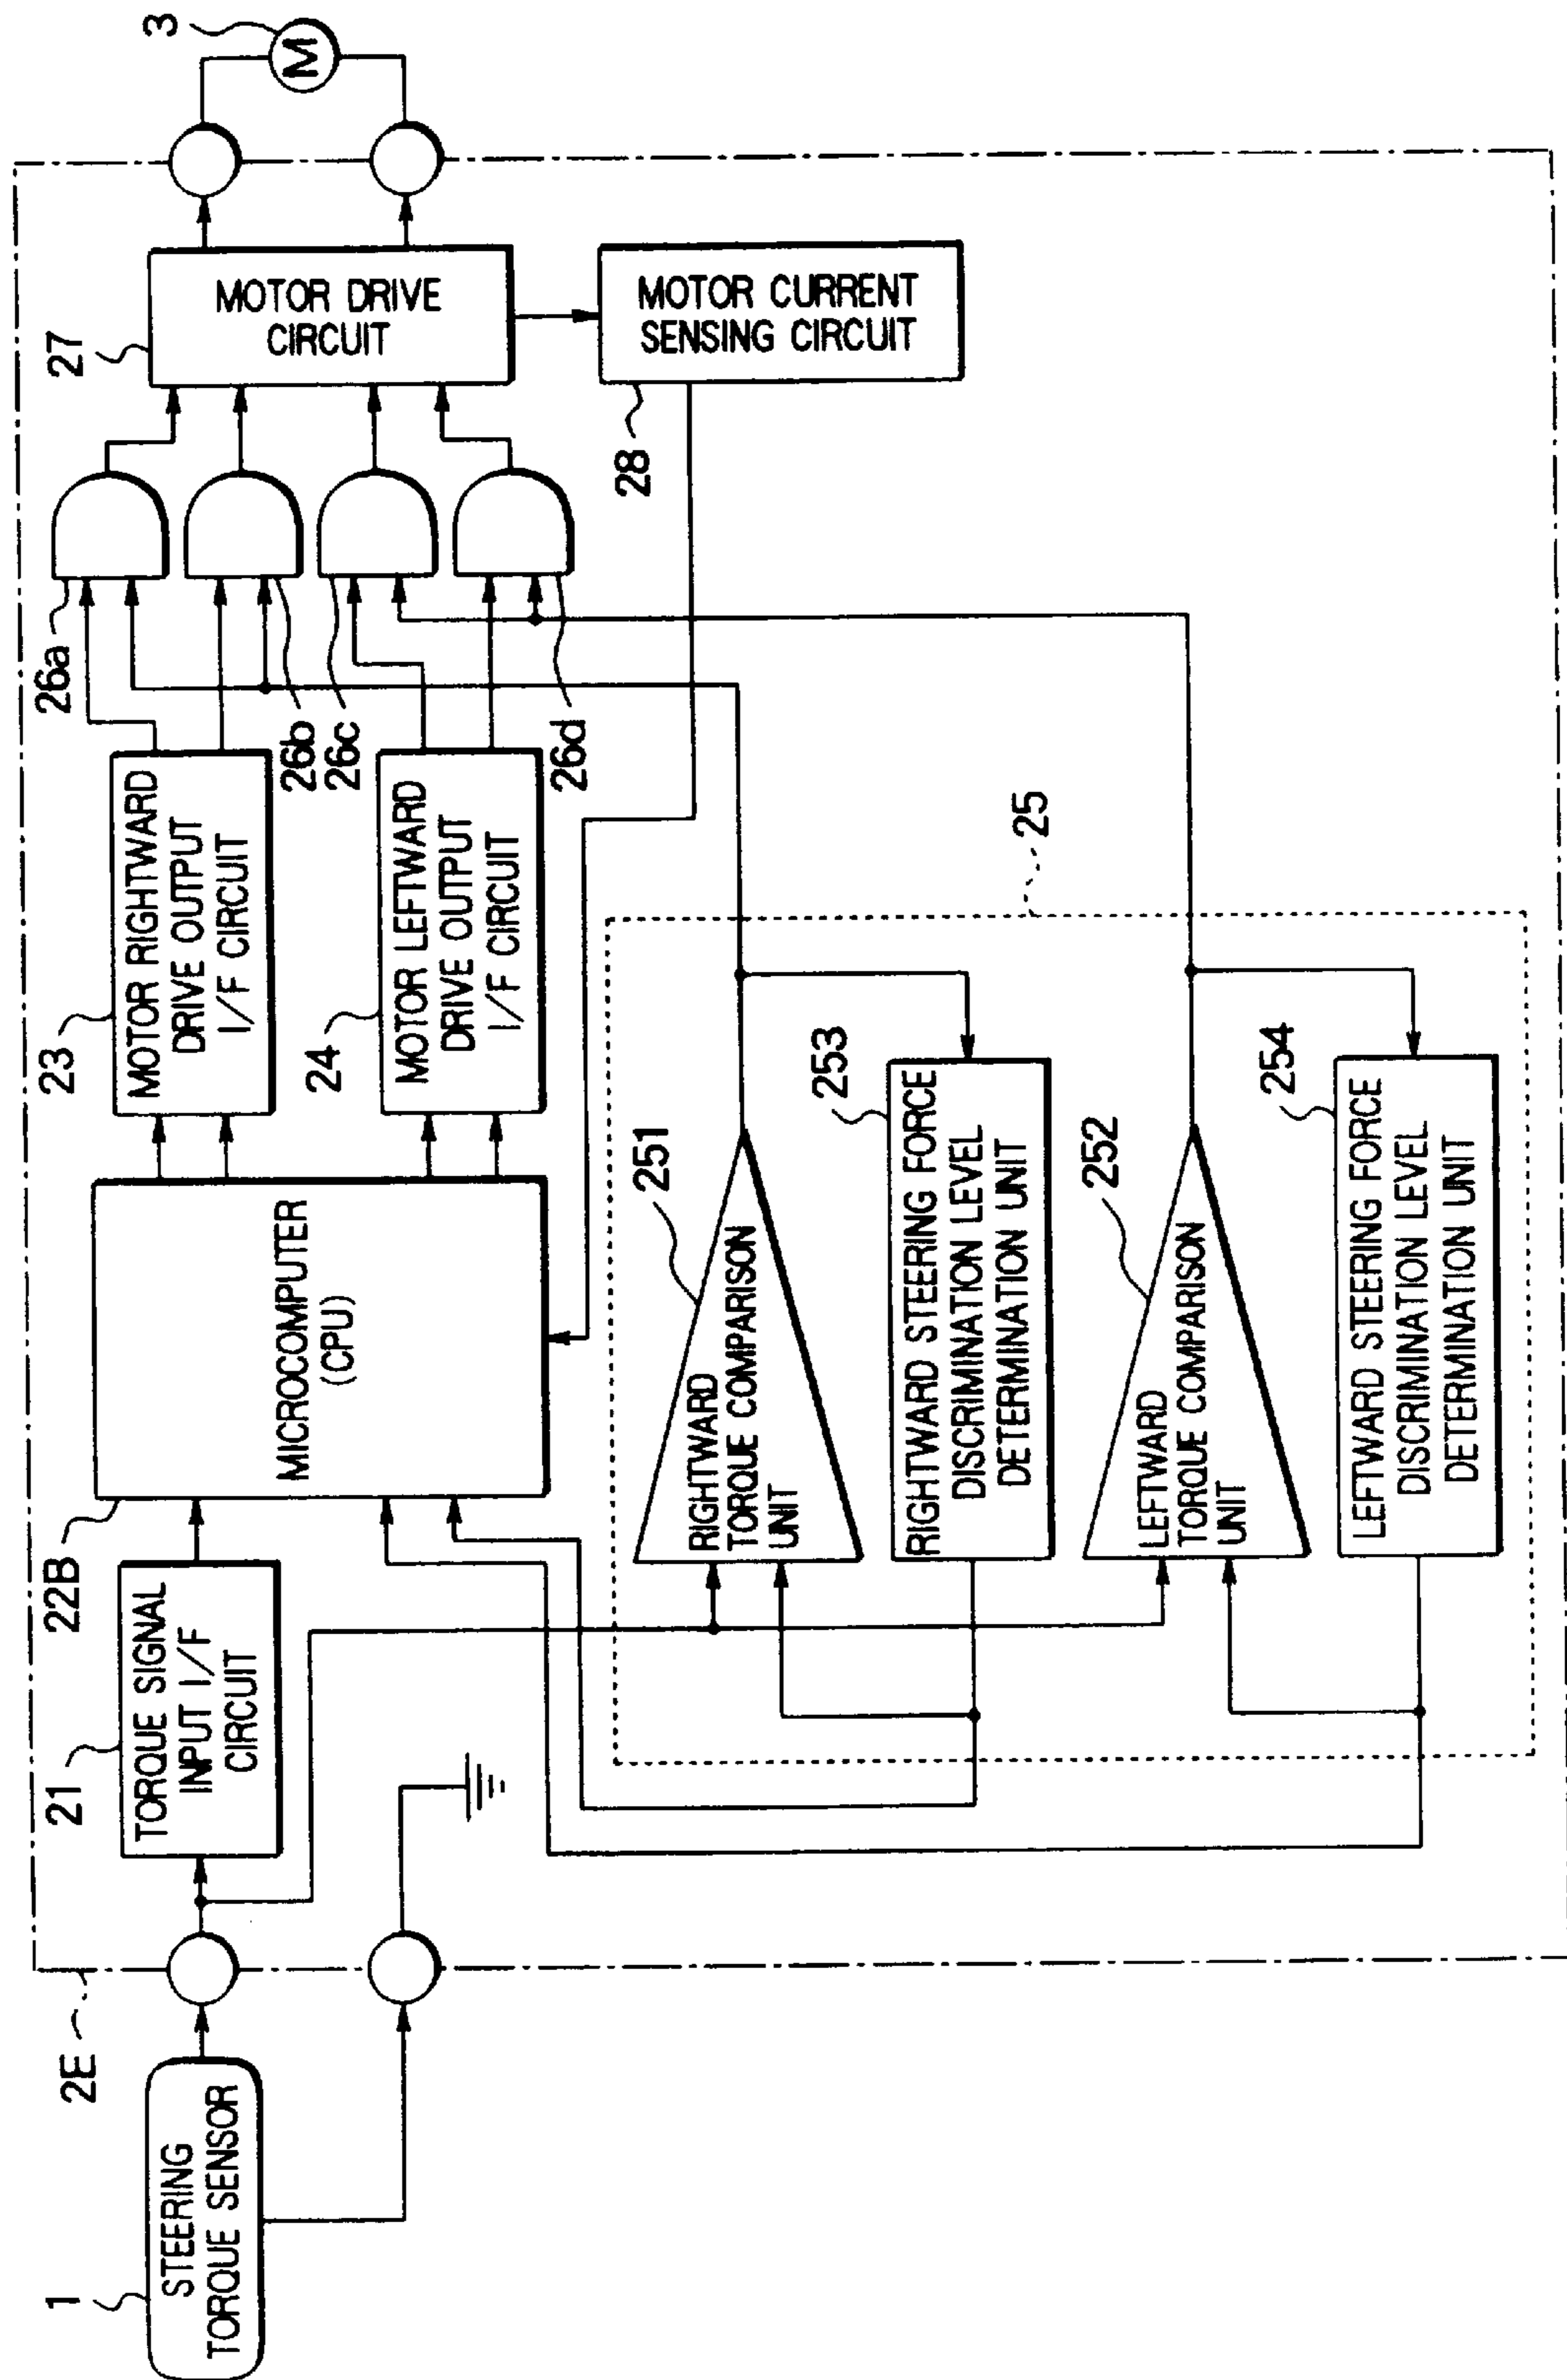 1
STEERING
TORQUE SENSOR
2E
21
TORQUE SIGNAL
INPUT I/F
CIRCUIT
22B
MICROCOMPUTER
(CPU)
23
MOTOR RIGHTWARD
DRIVE OUTPUT
I/F CIRCUIT
24
MOTOR LEFTWARD
DRIVE OUTPUT
I/F CIRCUIT
26a
26b
26c
26d
27
MOTOR DRIVE
CIRCUIT
3
M
28
MOTOR CURRENT
SENSING CIRCUIT
25
251
RIGHTWARD
TORQUE COMPARISON
UNIT
253
RIGHTWARD STEERING FORCE
DISCRIMINATION LEVEL
DETERMINATION UNIT
252
LEFTWARD
TORQUE COMPARISON
UNIT
254
LEFTWARD STEERING FORCE
DISCRIMINATION LEVEL
DETERMINATION UNIT